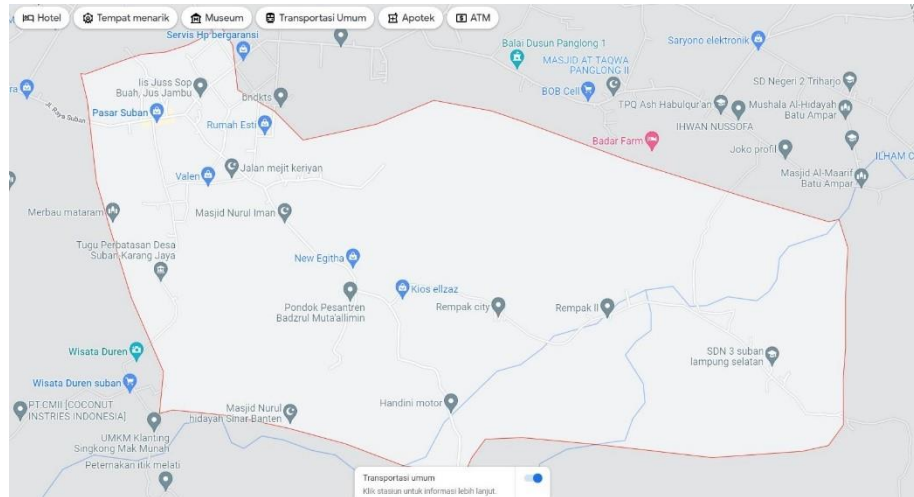 Hotel
Tempat menarik
Museum
Transportasi Umum
Apotek
ATM
Servis Hp bergaransi
Balai Dusun Panglong 1
Saryono elektronik
MASJID AT TAQWA
PANGLONG II
Iis Juss Sop
Buah, Jus Jambu
bndkts
BOB Cell
SD Negeri 2 Triharjo
TPQ Ash Habulqur'an
Mushala Al-Hidayah
Batu Ampar
Jl. Raya Suban
Pasar Suban
Rumah Esti
IHWAN NUSSOFA
Badar Farm
Joko profil
ILHAM
Valen
Jalan mejit keriyan
Masjid Al-Maarif
Batu Ampar
Merbau mataram
Masjid Nurul Iman
Tugu Perbatasan Desa
Suban Karang Jaya
New Egitha
Kios ellzaz
Pondok Pesantren
Badzrul Muta'allimin
Rempak city
Rempak II
Wisata Duren
SDN 3 suban
lampung selatan
Wisata Duren suban
PT CMII [COCONUT
INSTRIES INDONESIA]
Masjid Nurul
hidayah Sinar Banten
Handini motor
UMKM Klanting
Singkong Mak Munah
Peternakan itik melati
Transportasi umum
Klik stasiun untuk informasi lebih lanjut.